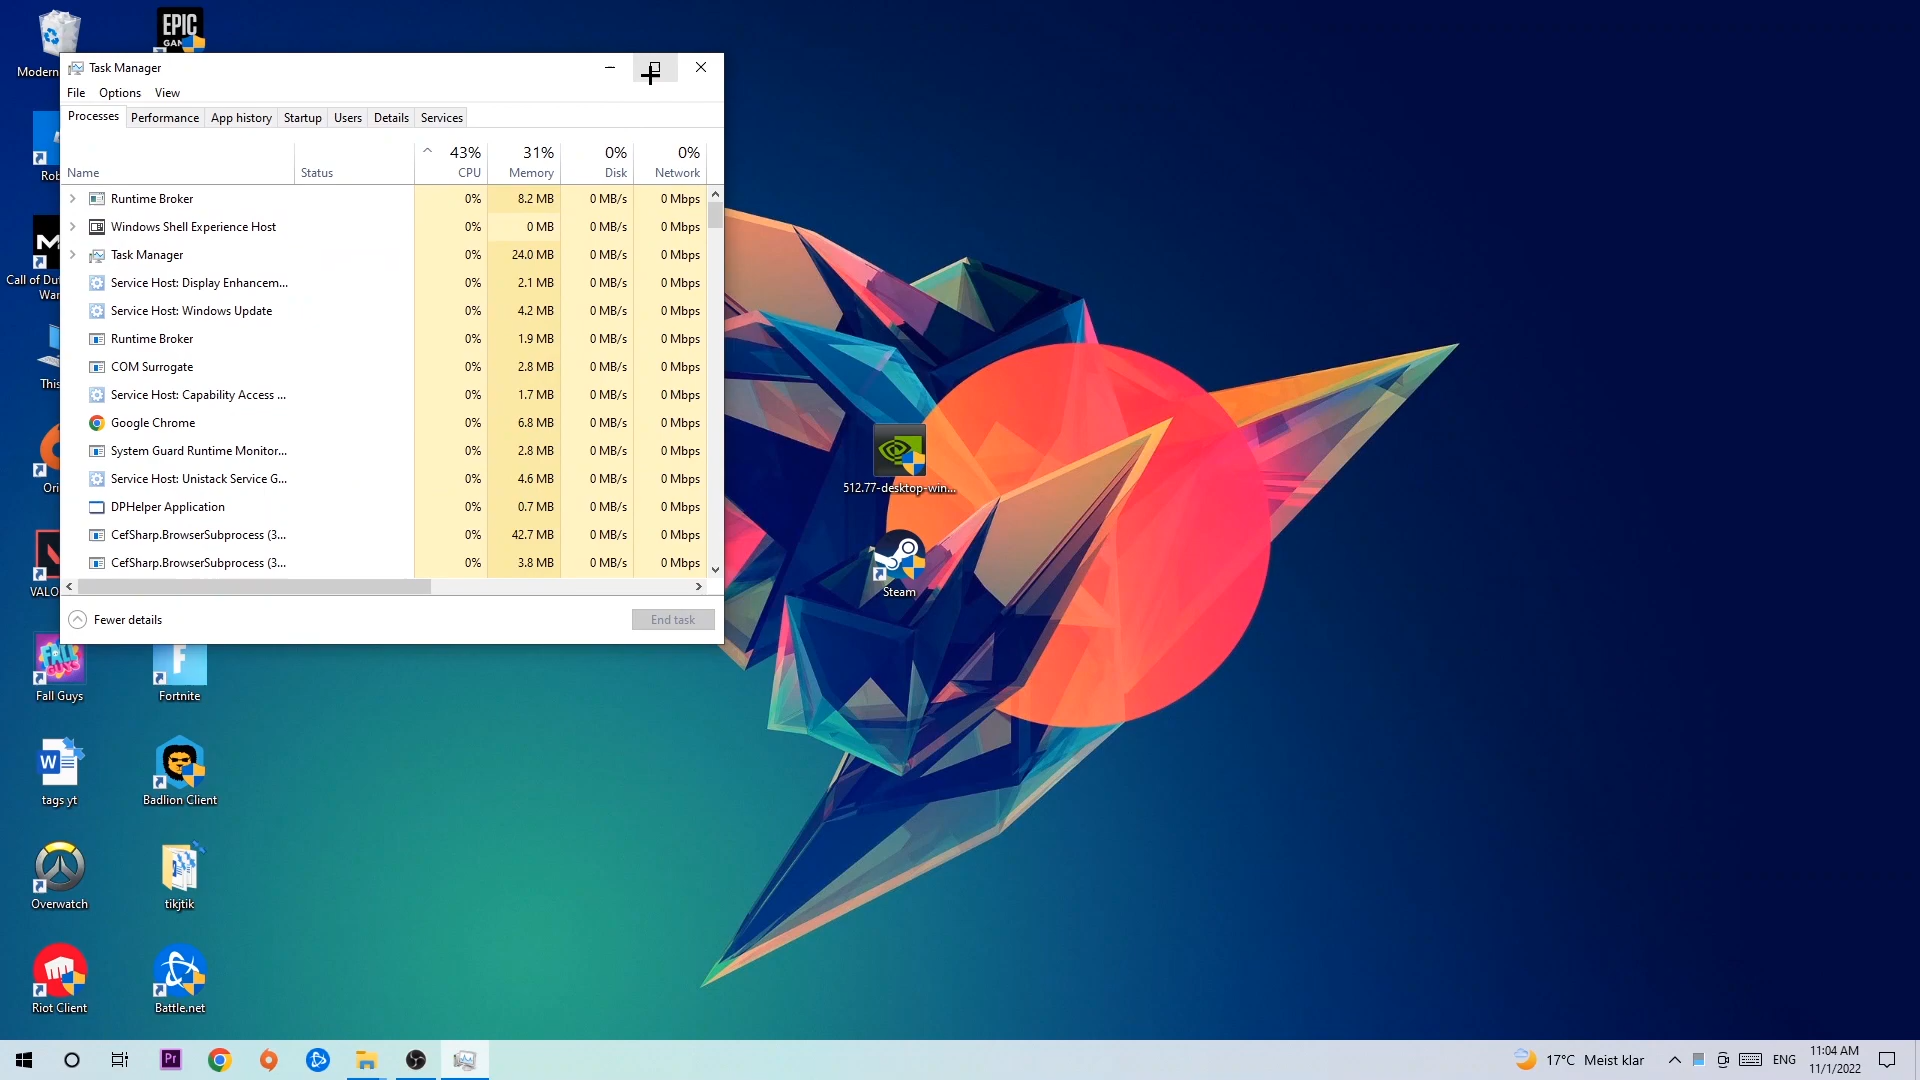 EPIC
GAM
Modern
Task Manager
File Options View
Processes Performance App history Startup Users Details Services
43% 31% 0% 0%
Name Status CPU Memory Disk Network
Runtime Broker 0% 8.2 MB 0 MB/s 0 Mbps
Windows Shell Experience Host 0% 0 MB 0 MB/s 0 Mbps
Task Manager 0% 24.0 MB 0 MB/s 0 Mbps
Service Host: Display Enhancem... 0% 2.1 MB 0 MB/s 0 Mbps
Service Host: Windows Update 0% 4.2 MB 0 MB/s 0 Mbps
Runtime Broker 0% 1.9 MB 0 MB/s 0 Mbps
COM Surrogate 0% 2.8 MB 0 MB/s 0 Mbps
Service Host: Capability Access ... 0% 1.7 MB 0 MB/s 0 Mbps
Google Chrome 0% 6.8 MB 0 MB/s 0 Mbps
System Guard Runtime Monitor... 0% 2.8 MB 0 MB/s 0 Mbps
Service Host: Unistack Service G... 0% 4.6 MB 0 MB/s 0 Mbps
DPHelper Application 0% 0.7 MB 0 MB/s 0 Mbps
CefSharp.BrowserSubprocess (3... 0% 42.7 MB 0 MB/s 0 Mbps
CefSharp.BrowserSubprocess (3... 0% 3.8 MB 0 MB/s 0 Mbps
Fewer details End task
Rob
M
Call of Du
War
This
Ori
VALO
512.77-desktop-win...
Steam
FALL GUYS
Fall Guys
F
Fortnite
W
tags yt
Badlion Client
Overwatch
tikjtik
Riot Client
Battle.net
Pr
17°C Meist klar
ENG
11:04 AM
11/1/2022